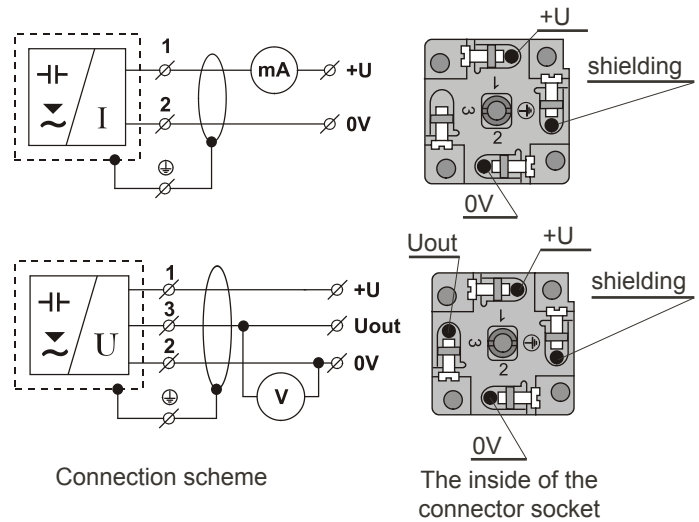 1
mA
+U
I
2
0V
+U
shielding
1
3
2
0V
1
+U
3
Uout
U
2
0V
V
Uout
+U
shielding
1
3
2
0V
Connection scheme
The inside of the
connector socket